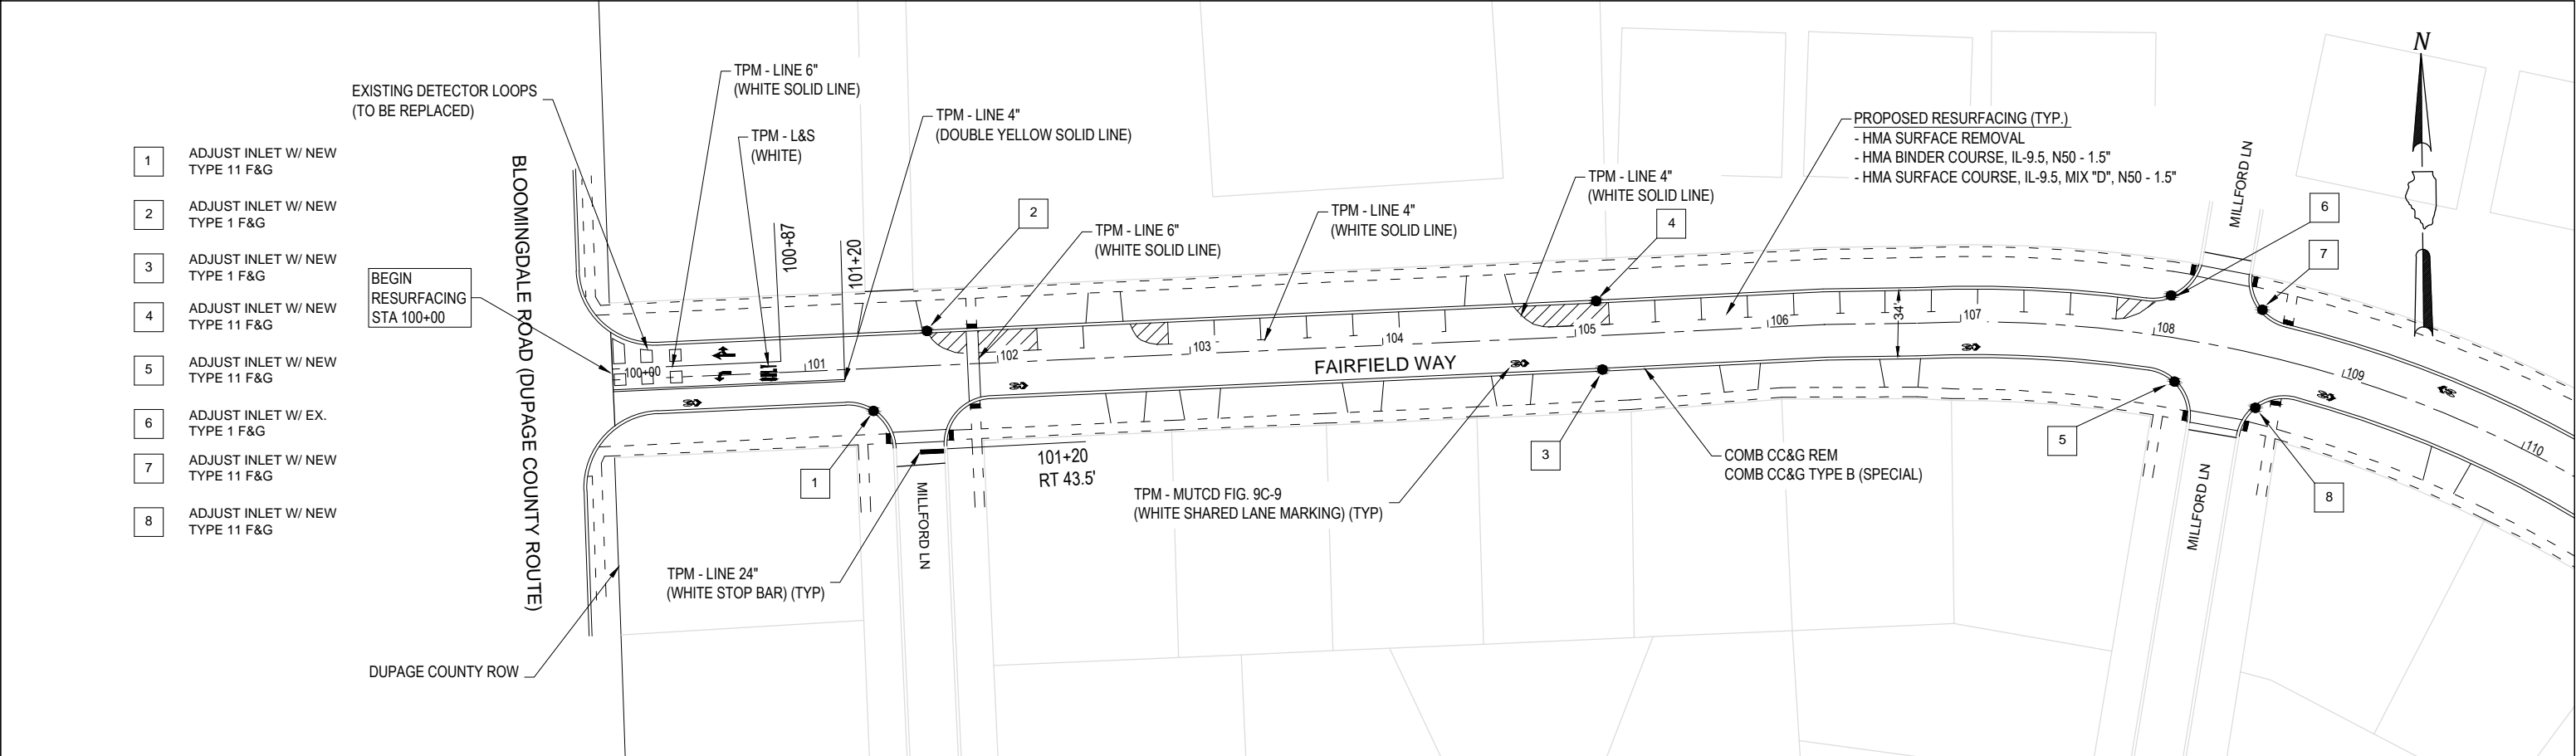 1
ADJUST INLET W/ NEW
TYPE 11 F&G
2
ADJUST INLET W/ NEW
TYPE 1 F&G
3
ADJUST INLET W/ NEW
TYPE 1 F&G
4
ADJUST INLET W/ NEW
TYPE 11 F&G
5
ADJUST INLET W/ NEW
TYPE 11 F&G
6
ADJUST INLET W/ EX.
TYPE 1 F&G
7
ADJUST INLET W/ NEW
TYPE 11 F&G
8
ADJUST INLET W/ NEW
TYPE 11 F&G
EXISTING DETECTOR LOOPS
(TO BE REPLACED)
BEGIN
RESURFACING
STA 100+00
BLOOMINGDALE ROAD (DUPAGE COUNTY ROUTE)
DUPAGE COUNTY ROW
TPM - LINE 6"
(WHITE SOLID LINE)
TPM - L&S
(WHITE)
TPM - LINE 4"
(DOUBLE YELLOW SOLID LINE)
100+87
101+20
2
TPM - LINE 6"
(WHITE SOLID LINE)
TPM - LINE 4"
(WHITE SOLID LINE)
TPM - LINE 4"
(WHITE SOLID LINE)
4
PROPOSED RESURFACING (TYP.)
- HMA SURFACE REMOVAL
- HMA BINDER COURSE, IL-9.5, N50 - 1.5"
- HMA SURFACE COURSE, IL-9.5, MIX "D", N50 - 1.5"
MILLFORD LN
6
7
N
100+00
101
102
103
104
105
106
107
108
109
110
34'
FAIRFIELD WAY
1
101+20
RT 43.5'
MILLFORD LN
TPM - LINE 24"
(WHITE STOP BAR) (TYP)
TPM - MUTCD FIG. 9C-9
(WHITE SHARED LANE MARKING) (TYP)
3
COMB CC&G REM
COMB CC&G TYPE B (SPECIAL)
5
MILLFORD LN
8